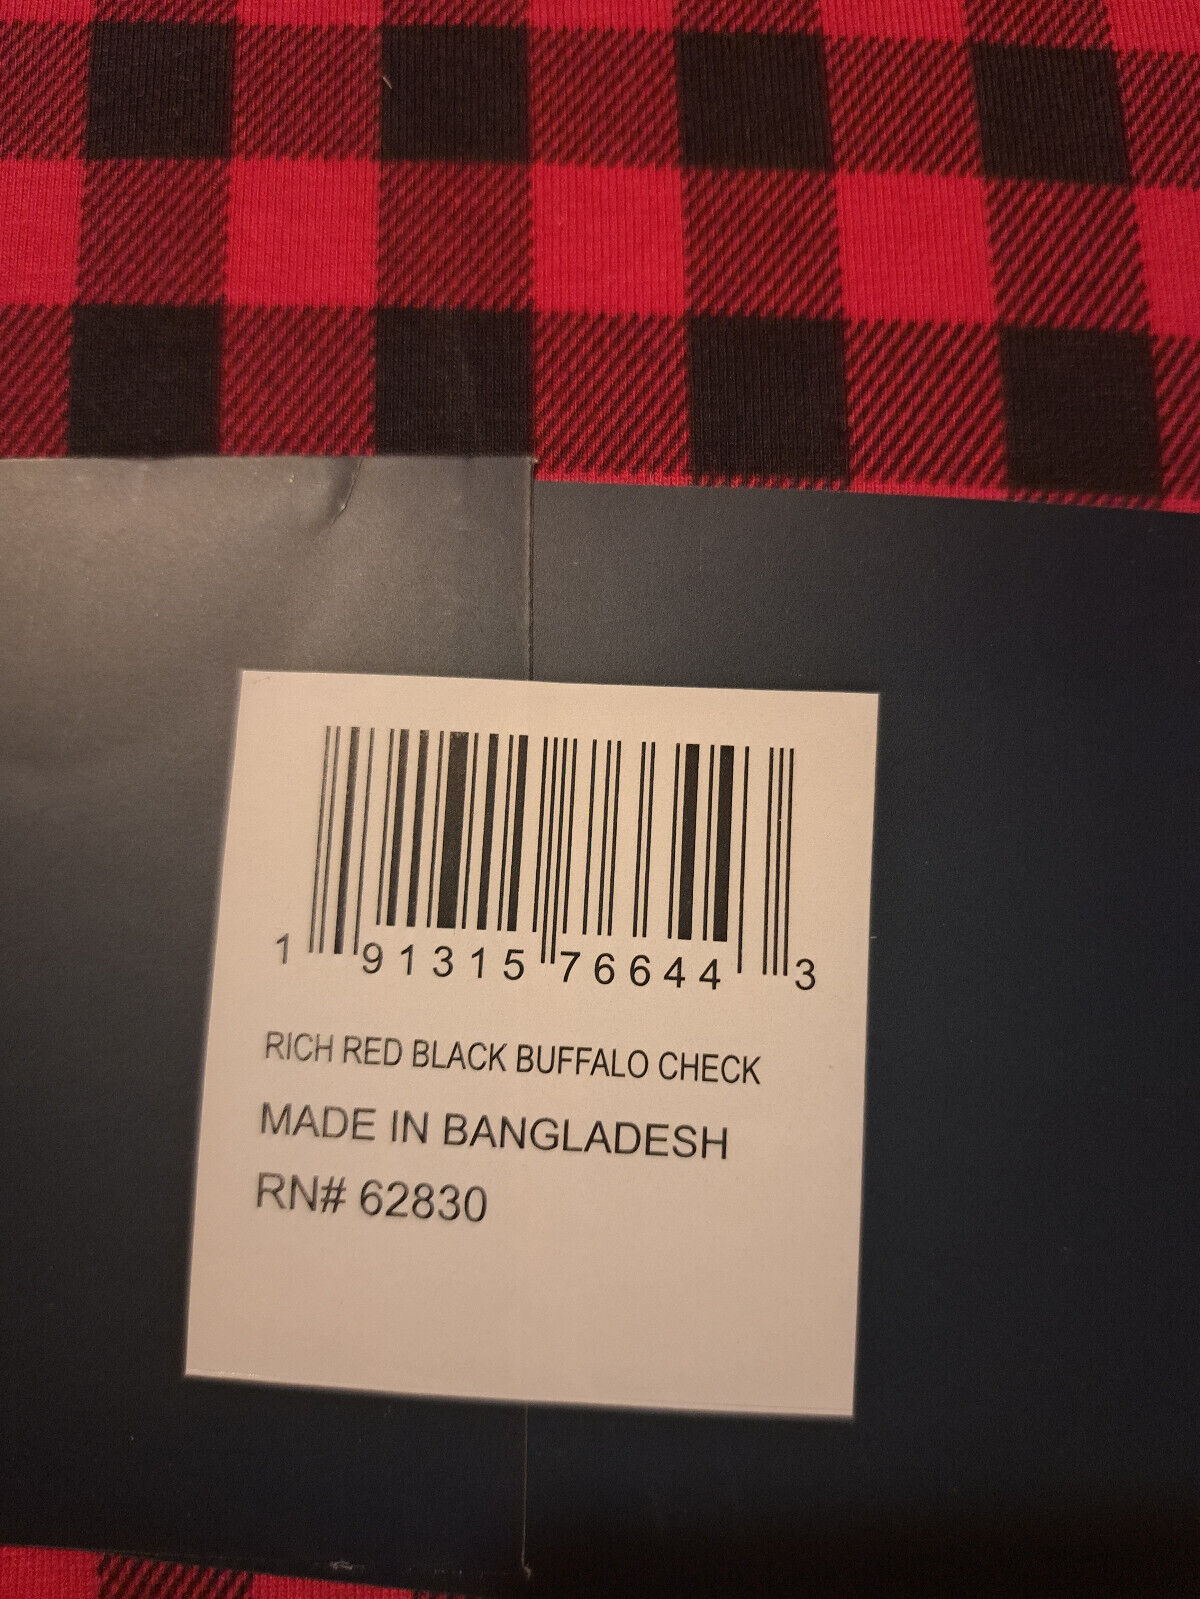 1 91315 76644 3
RICH RED BLACK BUFFALO CHECK
MADE IN BANGLADESH
RN# 62830